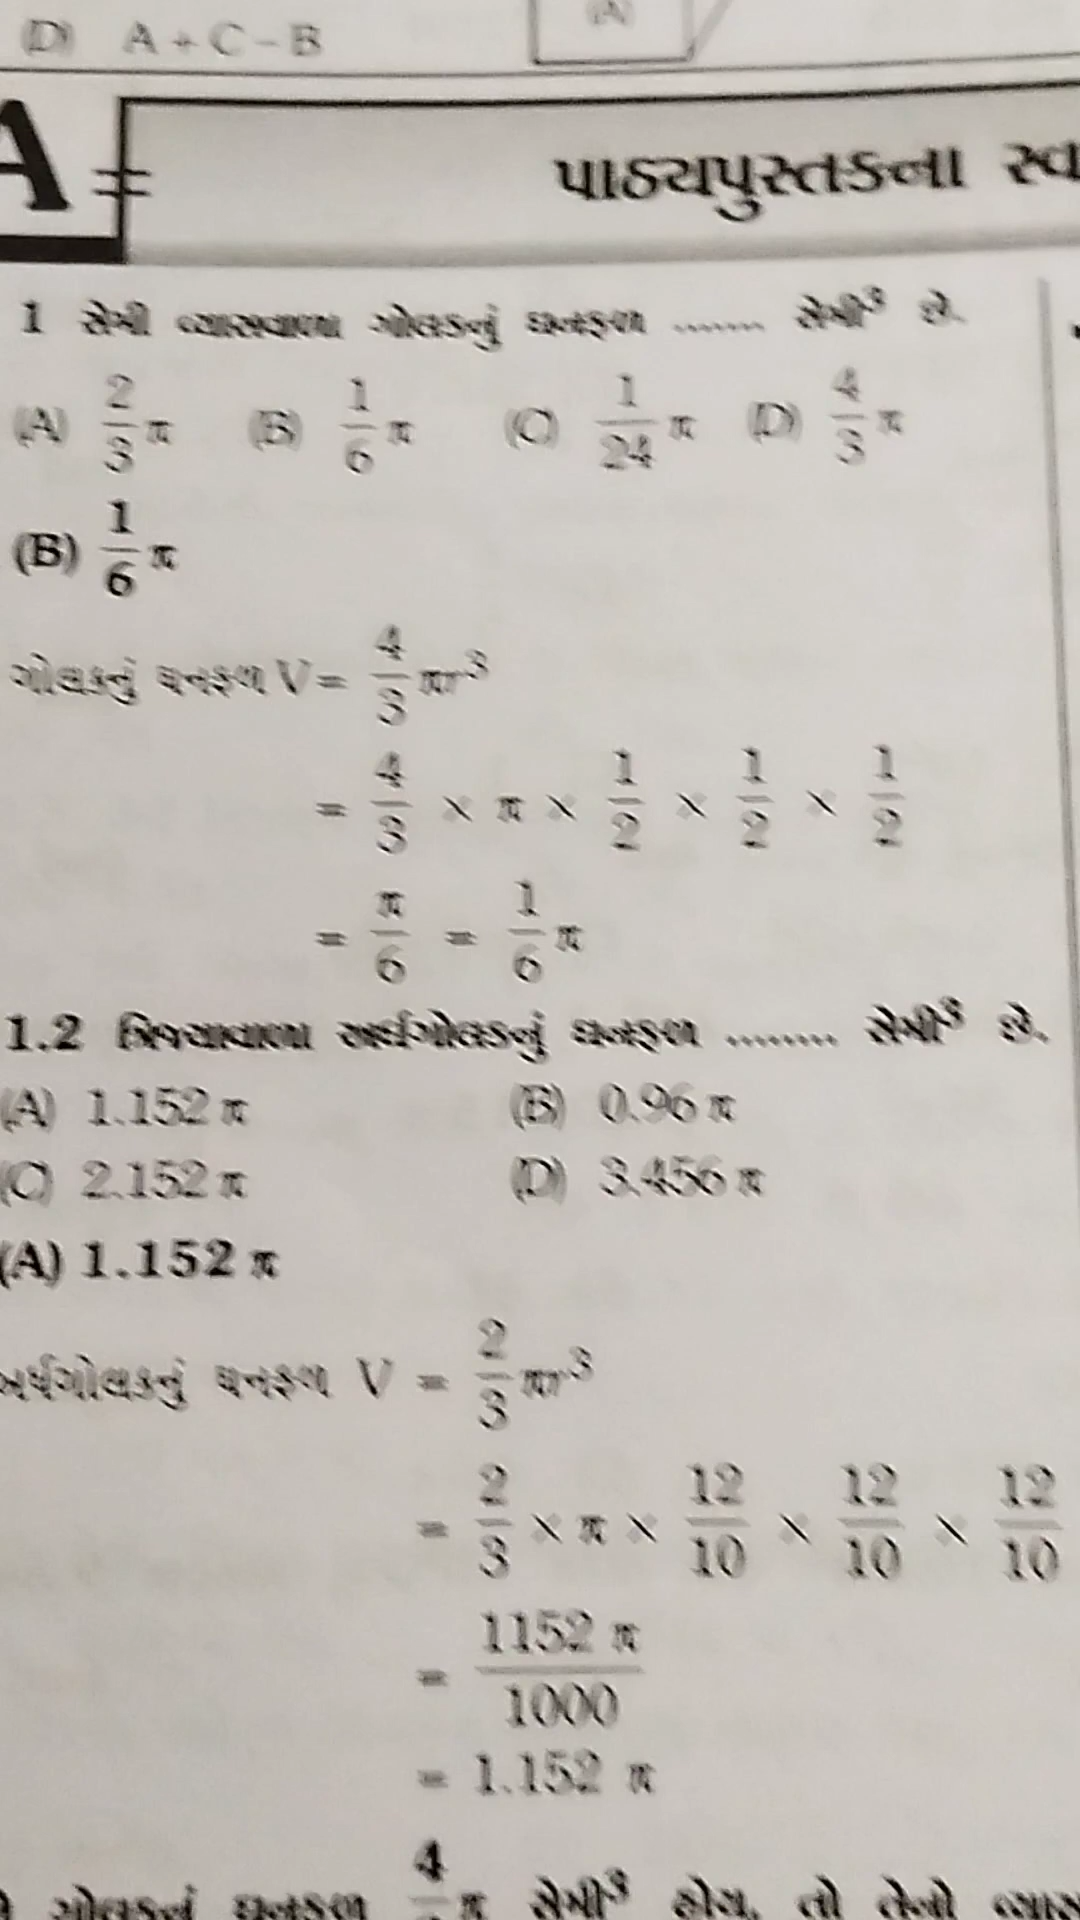 (D) A + C – B
(A)
A
પાઠ્યપુસ્તકના સ્વ
1 સેમી વ્યાસવાળા ગોલકનું ઘનફળ ....... સેમી³ છે.
(A) 2/3 π (B) 1/6 π (C) 1/24 π (D) 4/3 π
(B) 1/6 π
ગોલકનું ઘનફળ V = 4/3 πr³
= 4/3 × π × 1/2 × 1/2 × 1/2
= π/6 = 1/6 π
1.2 ત્રિજ્યાવાળા અર્ધગોલકનું ઘનફળ ........ સેમી³ છે.
(A) 1.152 π (B) 0.96 π
(C) 2.152 π (D) 3.456 π
(A) 1.152 π
અર્ધગોલકનું ઘનફળ V = 2/3 πr³
= 2/3 × π × 12/10 × 12/10 × 12/10
= 1152 π/1000
= 1.152 π
ગોલકનું ઘનફળ 4 π સેમી³ હોય, તો તેનો વ્યાસ